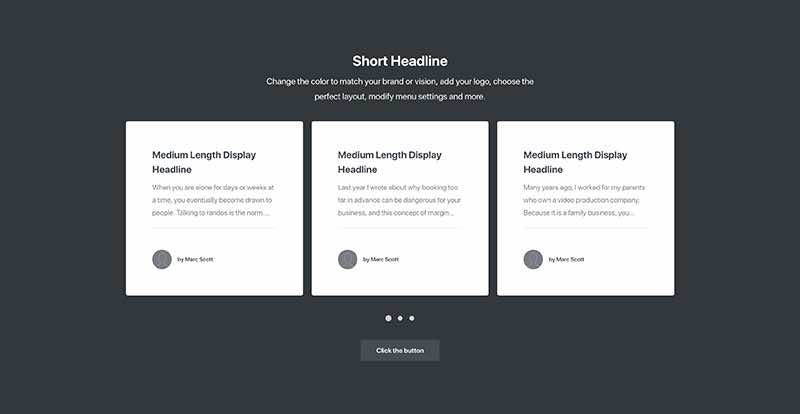 Short Headline
Change the color to match your brand or vision, add your logo, choose the
perfect layout, modify menu settings and more.
Medium Length Display
Headline
When you are alone for days or weeks at
a time, you eventually become drawn to
people. Talking to randos is the norm....
by Marc Scott
Medium Length Display
Headline
Last year I wrote about why booking too
far in advance can be dangerous for your
business, and this concept of margin...
by Marc Scott
Medium Length Display
Headline
Many years ago, I worked for my parents
who own a video production company.
Because it is a family business, you...
by Marc Scott
Click the button